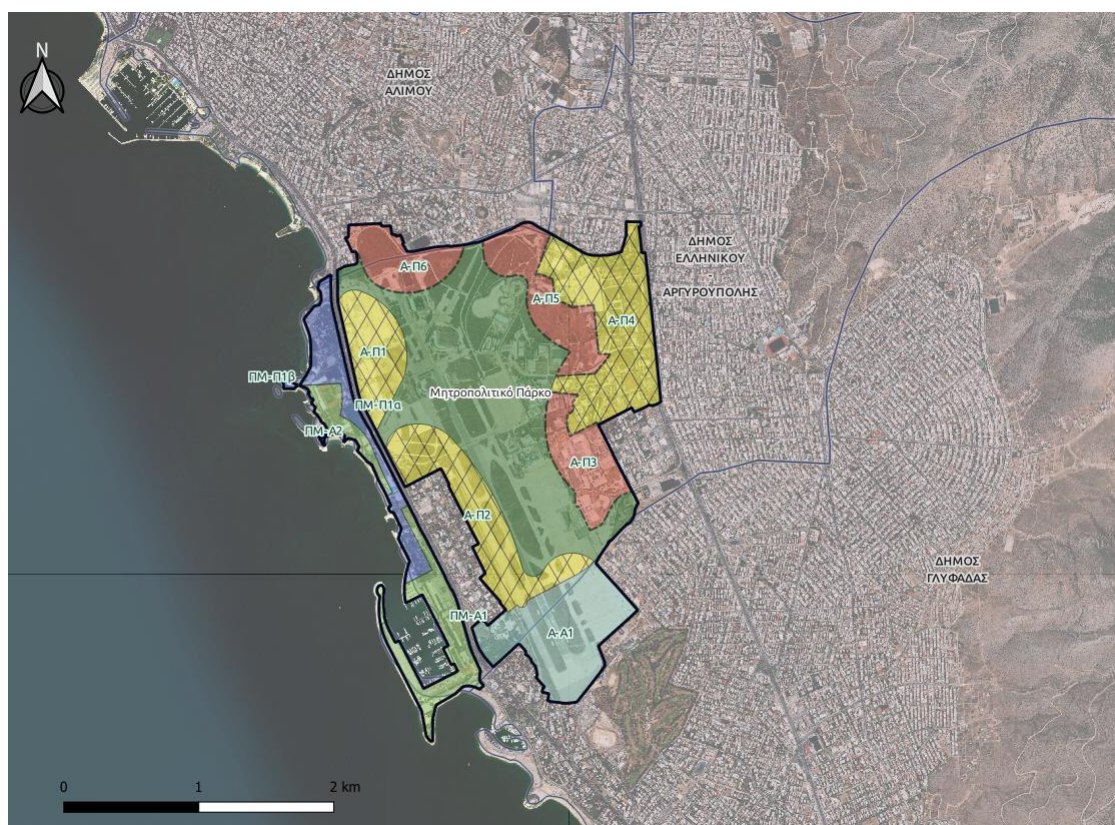 N
ΔΗΜΟΣ
ΑΛΙΜΟΥ
ΔΗΜΟΣ
ΕΛΛΗΝΙΚΟΥ
-
ΑΡΓΥΡΟΥΠΟΛΗΣ
Α-Π6
Α-Π5
Α-Π4
Α-Π1
ΠΜ-Π1β
Μητροπολιτικό Πάρκο
ΠΜ-Π1α
ΠΜ-Α2
Α-Π3
Α-Π2
ΔΗΜΟΣ
ΓΛΥΦΑΔΑΣ
ΠΜ-Α1
Α-Α1
0 1 2 km